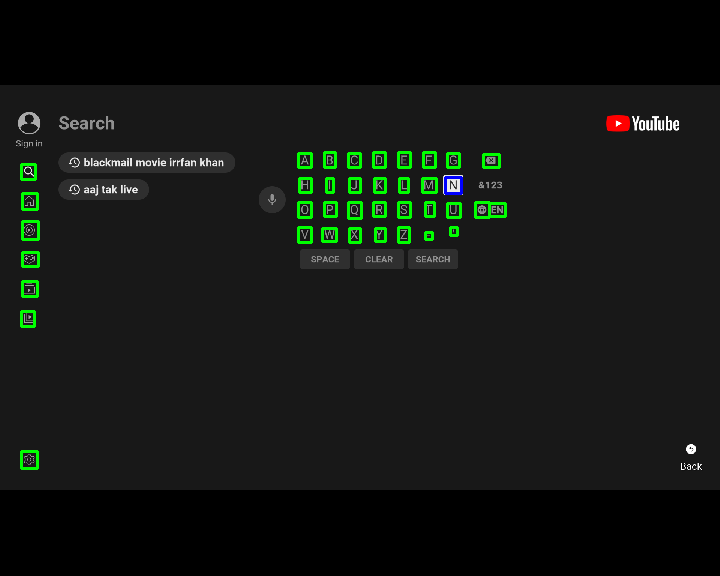 Search
YouTube
Sign in
blackmail movie irrfan khan
aaj tak live
A B C D E F G
H I J K L M N &123
O P Q R S T U EN
V W X Y Z
SPACE CLEAR SEARCH
Back